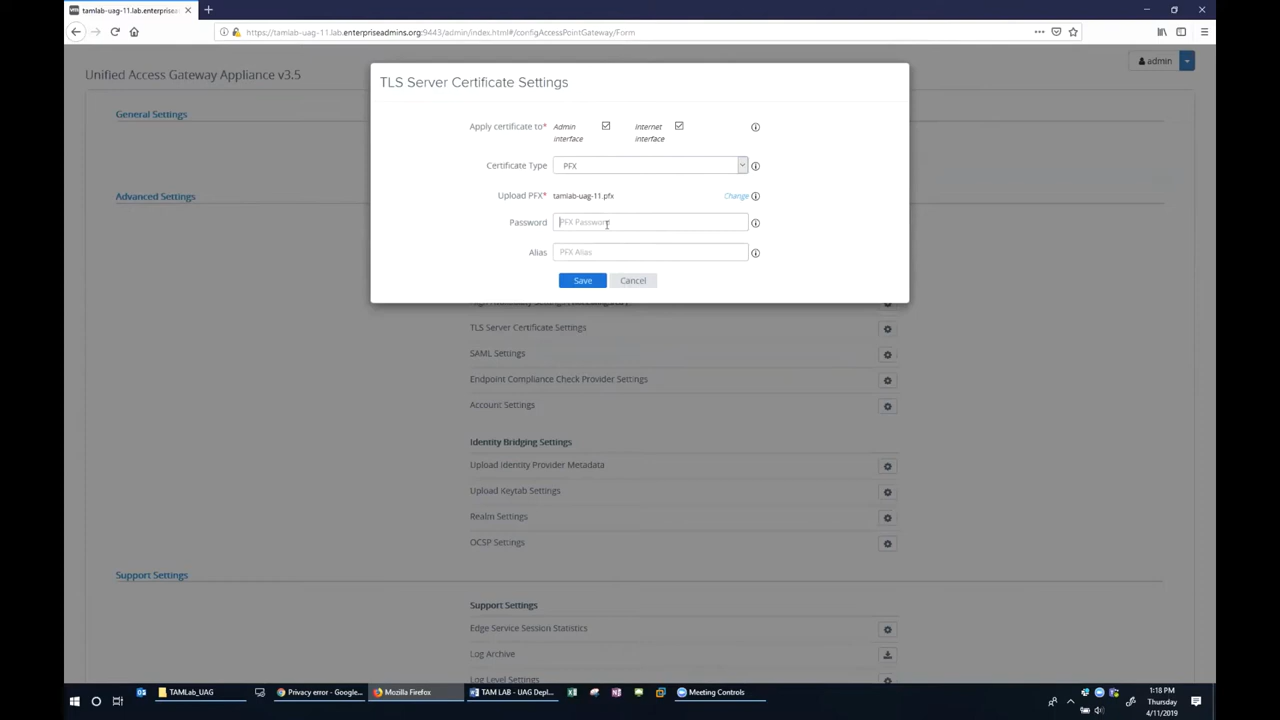 tamlab-uag-11.lab.enterprisea
https://tamlab-uag-11.lab.enterpriseadmins.org:9443/admin/index.html#/configAccessPointGateway/Form
Unified Access Gateway Appliance v3.5
admin
General Settings
TLS Server Certificate Settings
Apply certificate to*
Admin interface
Internet interface
Certificate Type
PFX
Advanced Settings
Upload PFX*
tamlab-uag-11.pfx
Change
Password
PFX Password
Alias
PFX Alias
Save
Cancel
TLS Server Certificate Settings
SAML Settings
Endpoint Compliance Check Provider Settings
Account Settings
Identity Bridging Settings
Upload Identity Provider Metadata
Upload Keytab Settings
Realm Settings
OCSP Settings
Support Settings
Support Settings
Edge Service Session Statistics
Log Archive
Log Level Settings
TAMLab_UAG
Privacy error - Google...
Mozilla Firefox
TAM LAB - UAG Depl...
Meeting Controls
1:18 PM
Thursday
4/11/2019